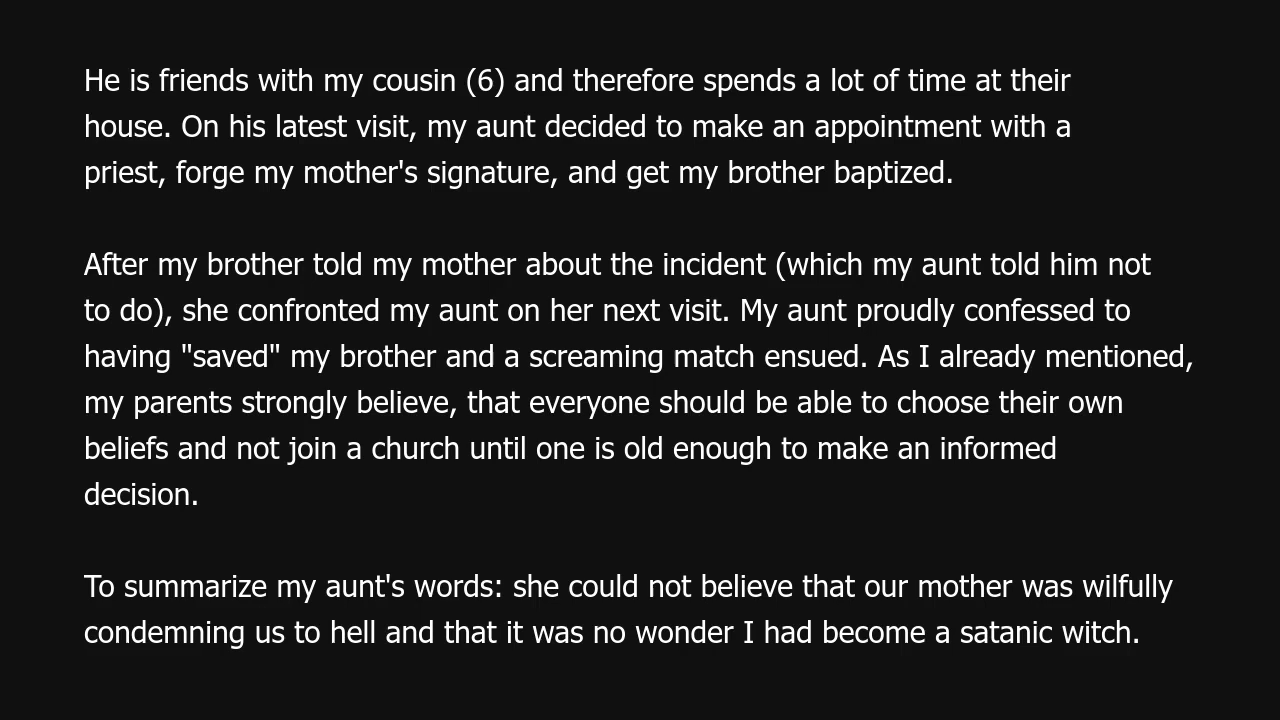 He is friends with my cousin (6) and therefore spends a lot of time at their
house. On his latest visit, my aunt decided to make an appointment with a
priest, forge my mother's signature, and get my brother baptized.
After my brother told my mother about the incident (which my aunt told him not
to do), she confronted my aunt on her next visit. My aunt proudly confessed to
having "saved" my brother and a screaming match ensued. As I already mentioned,
my parents strongly believe, that everyone should be able to choose their own
beliefs and not join a church until one is old enough to make an informed
decision.
To summarize my aunt's words: she could not believe that our mother was wilfully
condemning us to hell and that it was no wonder I had become a satanic witch.